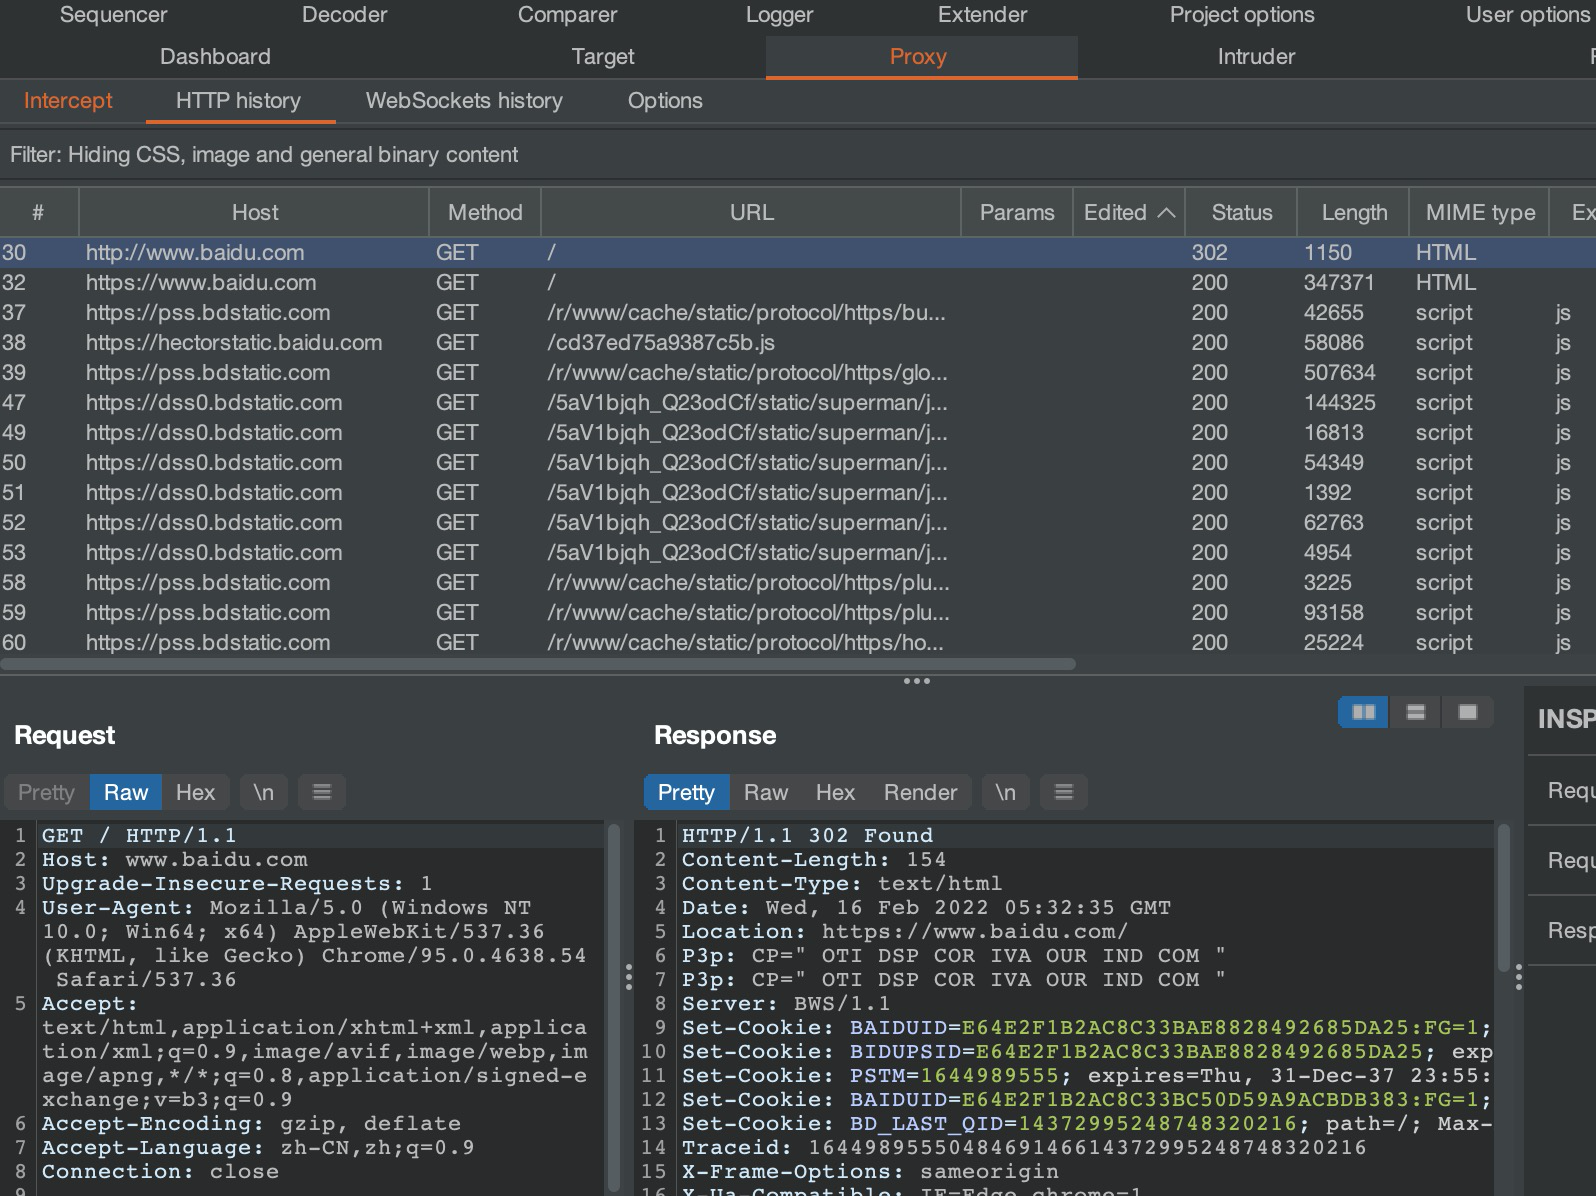 Sequencer Decoder Comparer Logger Extender Project options User options
Dashboard Target Proxy Intruder
Intercept HTTP history WebSockets history Options
Filter: Hiding CSS, image and general binary content
# Host Method URL Params Edited Status Length MIME type Ex
30 http://www.baidu.com GET / 302 1150 HTML
32 https://www.baidu.com GET / 200 347371 HTML
37 https://pss.bdstatic.com GET /r/www/cache/static/protocol/https/bu... 200 42655 script js
38 https://hectorstatic.baidu.com GET /cd37ed75a9387c5b.js 200 58086 script js
39 https://pss.bdstatic.com GET /r/www/cache/static/protocol/https/glo... 200 507634 script js
47 https://dss0.bdstatic.com GET /5aV1bjqh_Q23odCf/static/superman/j... 200 144325 script js
49 https://dss0.bdstatic.com GET /5aV1bjqh_Q23odCf/static/superman/j... 200 16813 script js
50 https://dss0.bdstatic.com GET /5aV1bjqh_Q23odCf/static/superman/j... 200 54349 script js
51 https://dss0.bdstatic.com GET /5aV1bjqh_Q23odCf/static/superman/j... 200 1392 script js
52 https://dss0.bdstatic.com GET /5aV1bjqh_Q23odCf/static/superman/j... 200 62763 script js
53 https://dss0.bdstatic.com GET /5aV1bjqh_Q23odCf/static/superman/j... 200 4954 script js
58 https://pss.bdstatic.com GET /r/www/cache/static/protocol/https/plu... 200 3225 script js
59 https://pss.bdstatic.com GET /r/www/cache/static/protocol/https/plu... 200 93158 script js
60 https://pss.bdstatic.com GET /r/www/cache/static/protocol/https/ho... 200 25224 script js
Request
Pretty Raw Hex \n
1 GET / HTTP/1.1
2 Host: www.baidu.com
3 Upgrade-Insecure-Requests: 1
4 User-Agent: Mozilla/5.0 (Windows NT
10.0; Win64; x64) AppleWebKit/537.36
(KHTML, like Gecko) Chrome/95.0.4638.54
Safari/537.36
5 Accept:
text/html,application/xhtml+xml,applica
tion/xml;q=0.9,image/avif,image/webp,im
age/apng,*/*;q=0.8,application/signed-e
xchange;v=b3;q=0.9
6 Accept-Encoding: gzip, deflate
7 Accept-Language: zh-CN,zh;q=0.9
8 Connection: close
9
Response
Pretty Raw Hex Render \n
1 HTTP/1.1 302 Found
2 Content-Length: 154
3 Content-Type: text/html
4 Date: Wed, 16 Feb 2022 05:32:35 GMT
5 Location: https://www.baidu.com/
6 P3p: CP=" OTI DSP COR IVA OUR IND COM "
7 P3p: CP=" OTI DSP COR IVA OUR IND COM "
8 Server: BWS/1.1
9 Set-Cookie: BAIDUID=E64E2F1B2AC8C33BAE8828492685DA25:FG=1;
10 Set-Cookie: BIDUPSID=E64E2F1B2AC8C33BAE8828492685DA25; exp
11 Set-Cookie: PSTM=1644989555; expires=Thu, 31-Dec-37 23:55:
12 Set-Cookie: BAIDUID=E64E2F1B2AC8C33BC50D59A9ACBDB383:FG=1;
13 Set-Cookie: BD_LAST_QID=14372995248748320216; path=/; Max-
14 Traceid: 1644989555048469146614372995248748320216
15 X-Frame-Options: sameorigin
16 X-Ua-Compatible: IE=Edge,chrome=1
INSP
Requ
Requ
Resp